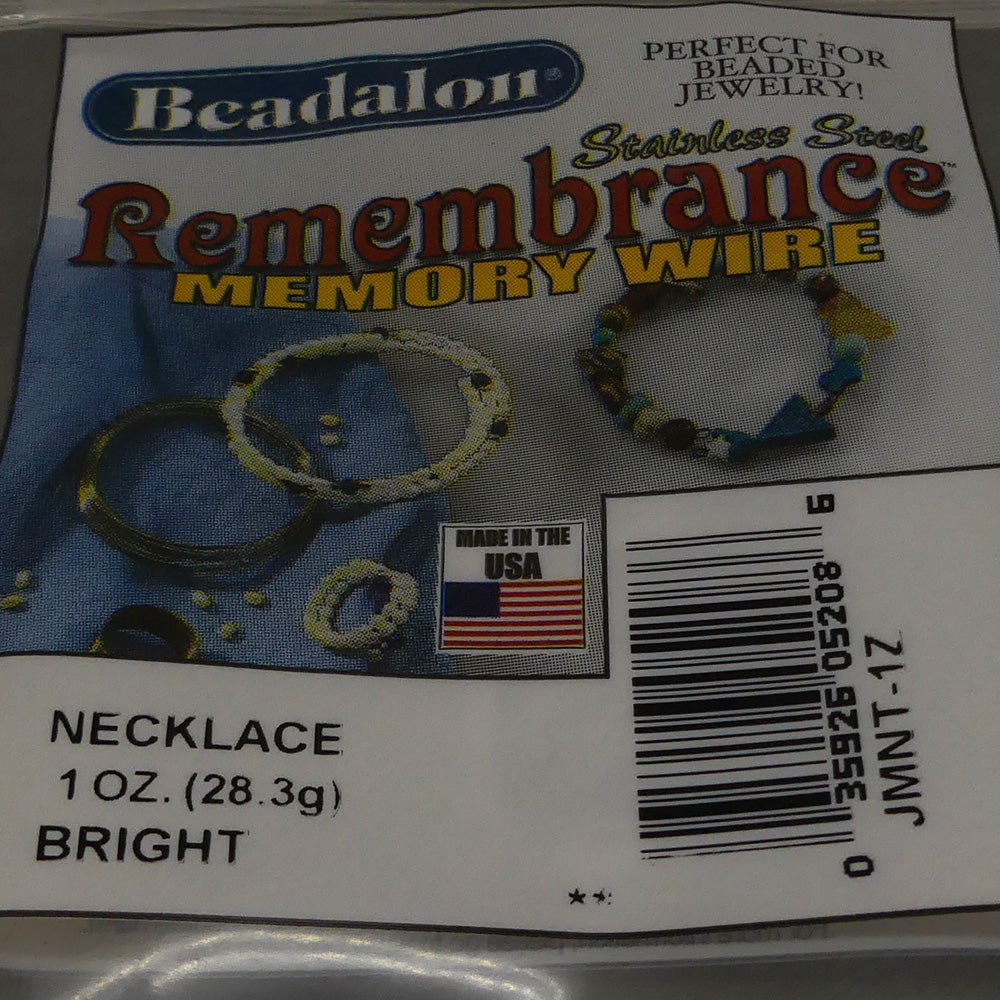 Beadalon®
PERFECT FOR
BEADED
JEWELRY!
Stainless Steel
Remembrance™
MEMORY WIRE
MADE IN THE
USA
NECKLACE
1 OZ. (28.3g)
BRIGHT
0 35926 05208 6
JMNT-1Z
**